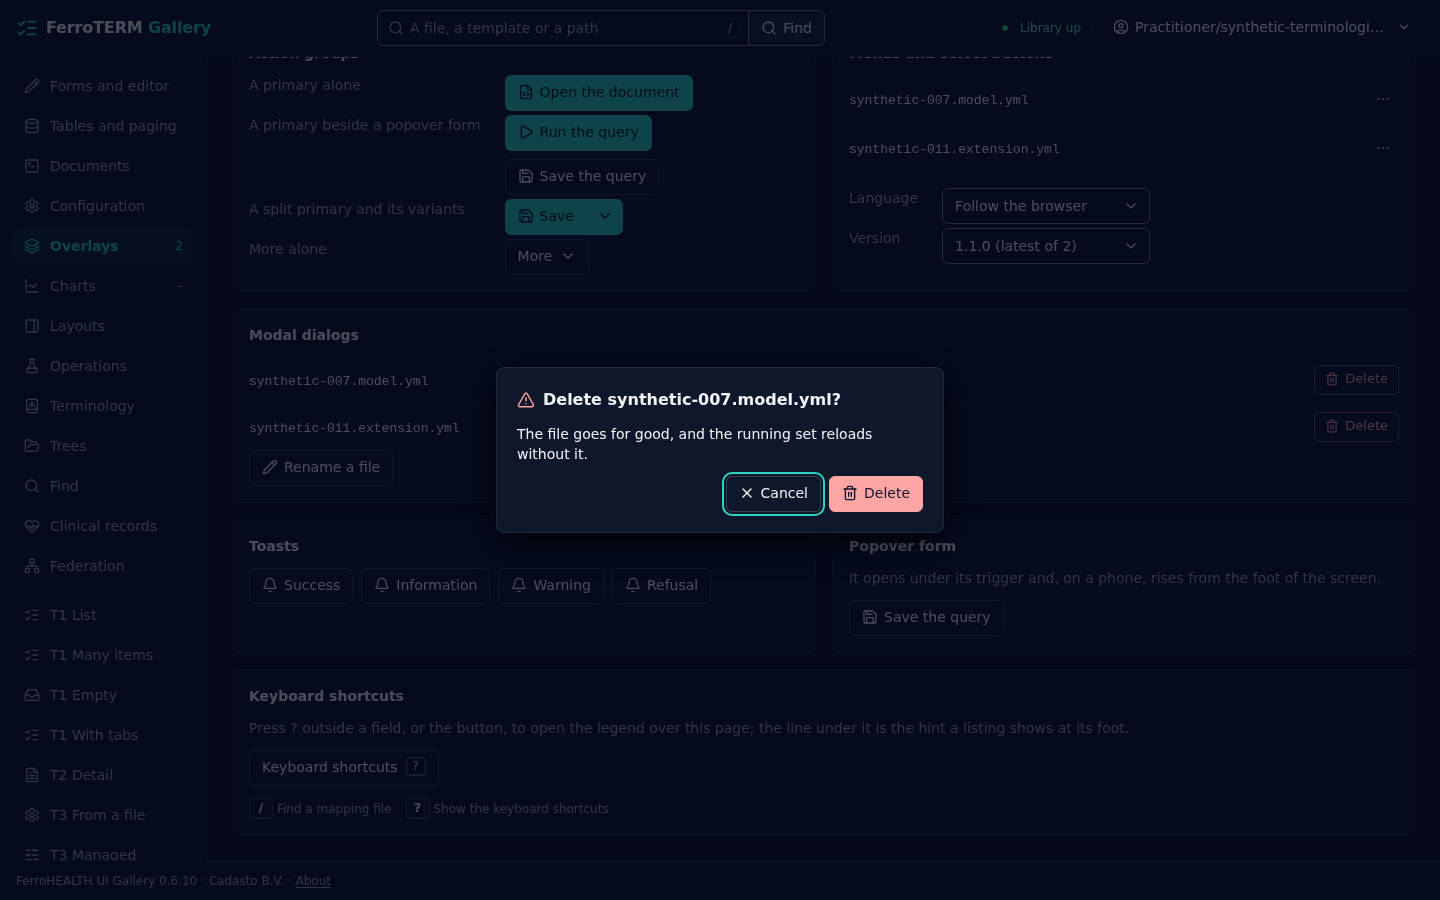 FerroTERM Gallery
A file, a template or a path
/
Find
Library up
Practitioner/synthetic-terminologi...
Forms and editor
Tables and paging
Documents
Configuration
Overlays 2
Charts –
Layouts
Operations
Terminology
Trees
Find
Clinical records
Federation
T1 List
T1 Many items
T1 Empty
T1 With tabs
T2 Detail
T3 From a file
T3 Managed
A primary alone
Open the document
A primary beside a popover form
Run the query
Save the query
A split primary and its variants
Save
More alone
More
synthetic-007.model.yml
synthetic-011.extension.yml
Language
Follow the browser
Version
1.1.0 (latest of 2)
Modal dialogs
synthetic-007.model.yml
Delete
synthetic-011.extension.yml
Delete
Rename a file
Delete synthetic-007.model.yml?
The file goes for good, and the running set reloads
without it.
Cancel
Delete
Toasts
Success
Information
Warning
Refusal
Popover form
It opens under its trigger and, on a phone, rises from the foot of the screen.
Save the query
Keyboard shortcuts
Press ? outside a field, or the button, to open the legend over this page; the line under it is the hint a listing shows at its foot.
Keyboard shortcuts ?
/ Find a mapping file ? Show the keyboard shortcuts
FerroHEALTH UI Gallery 0.6.10 · Cadasto B.V. · About